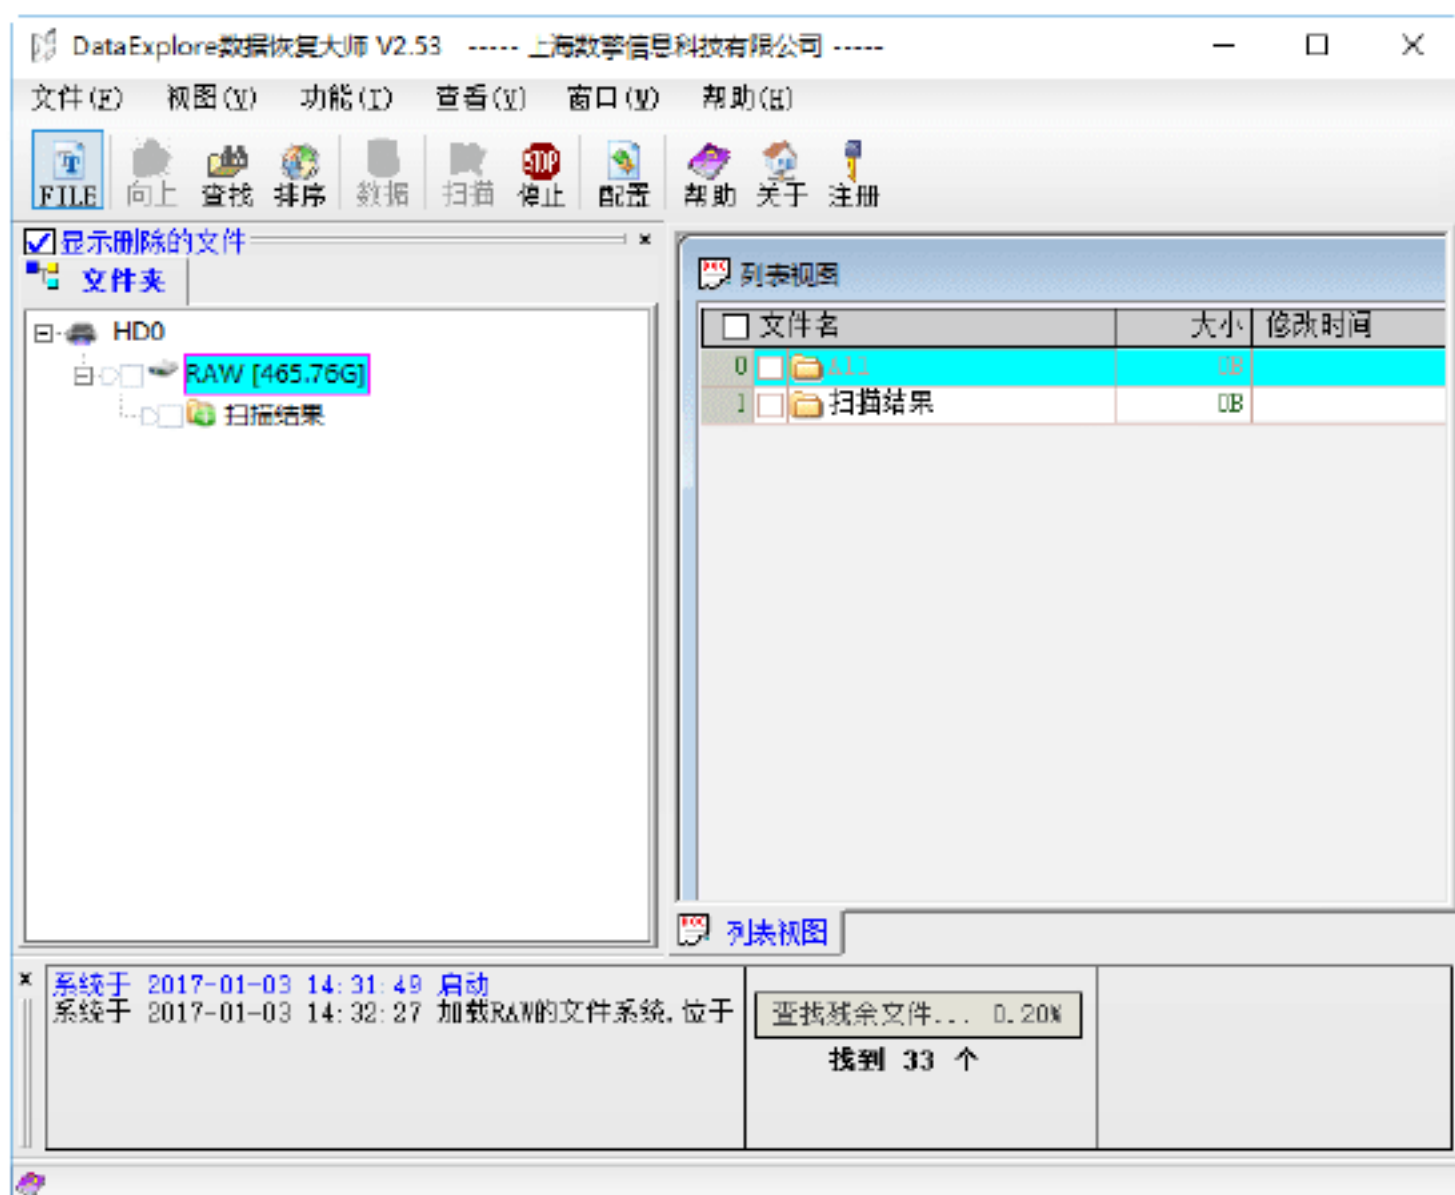 DataExplore数据恢复大师 V2.53 ----- 上海数擎信息科技有限公司 -----
文件(F) 视图(V) 功能(I) 查看(V) 窗口(W) 帮助(H)
FILE 向上 查找 排序 数据 扫描 停止 配置 帮助 关于 注册
显示删除的文件
文件夹
HD0
RAW [465.76G]
扫描结果
列表视图
文件名 大小 修改时间
0 All 0B
1 扫描结果 0B
列表视图
系统于 2017-01-03 14:31:49 启动
系统于 2017-01-03 14:32:27 加载RAW的文件系统.位于
查找残余文件... 0.20%
找到 33 个